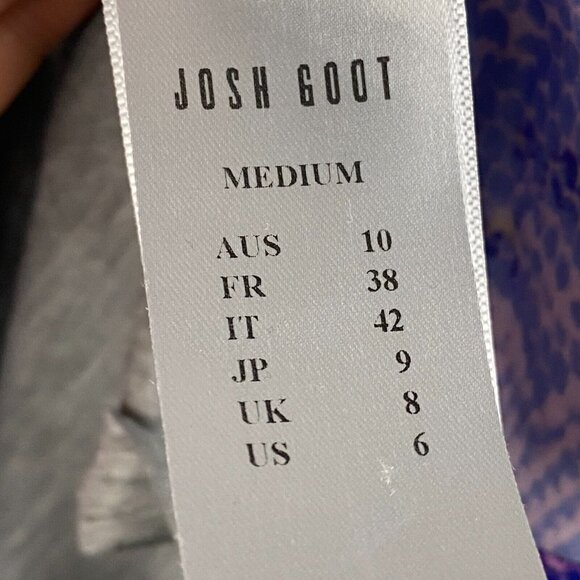 JOSH GOOT
MEDIUM
AUS 10
FR 38
IT 42
JP 9
UK 8
US 6